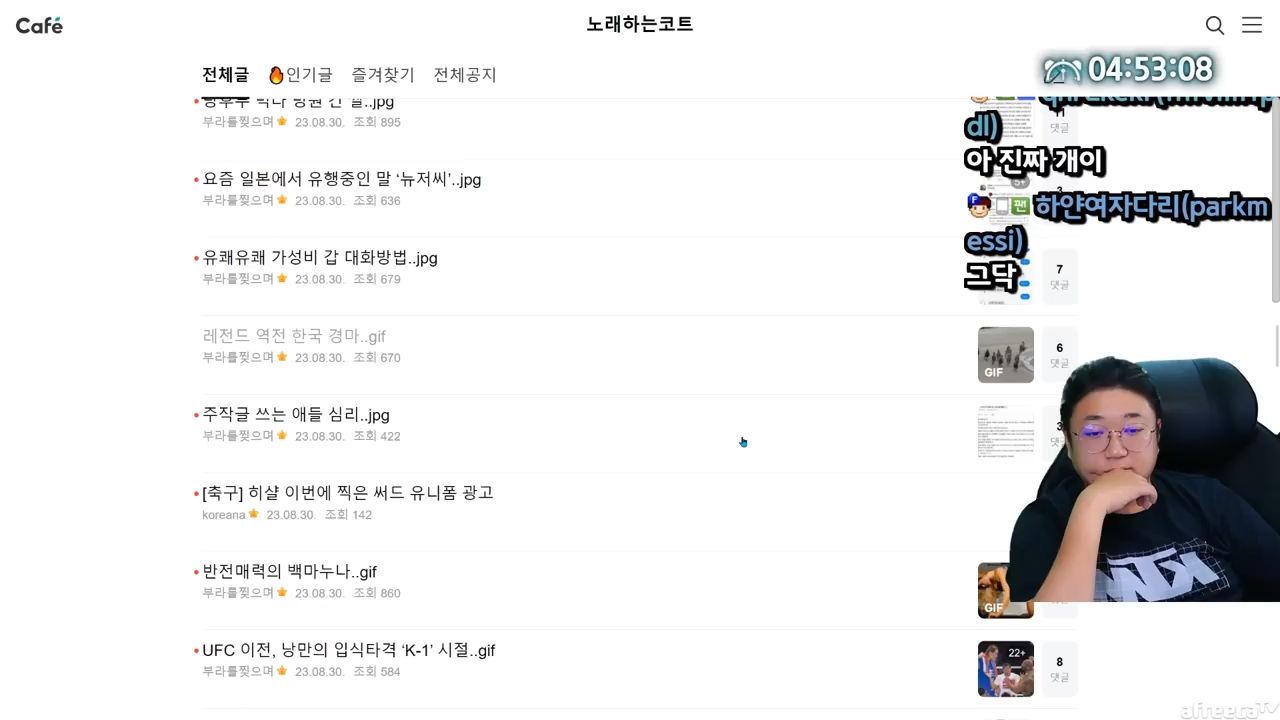 Café
노래하는코트
04:53:08
전체글
🔥인기글
즐겨찾기
전체공지
부라를찢으며 23.08.30. 조회
11
댓글
dl)
아 진짜 개이
요즘 일본에서 유행중인 말 ‘뉴저씨’..jpg
부라를찢으며 23.08.30. 조회 636
5+
3
하얀여자다리(parkm
essi)
그닥
유쾌유쾌 가성비 갑 대화방법..jpg
부라를찢으며 23.08.30. 조회 679
7
댓글
레전드 역전 한국 경마..gif
부라를찢으며 23.08.30. 조회 670
GIF
6
댓글
주작글 쓰는 애들 심리..jpg
부라를찢으며 23.08.30. 조회 422
[축구] 히샬 이번에 찍은 써드 유니폼 광고
koreana 23.08.30. 조회 142
반전매력의 백마누나..gif
부라를찢으며 23.08.30. 조회 860
GIF
UFC 이전, 낭만의 입식타격 ‘K-1’ 시절..gif
부라를찢으며 23.08.30. 조회 584
22+
8
댓글
afreecaTV